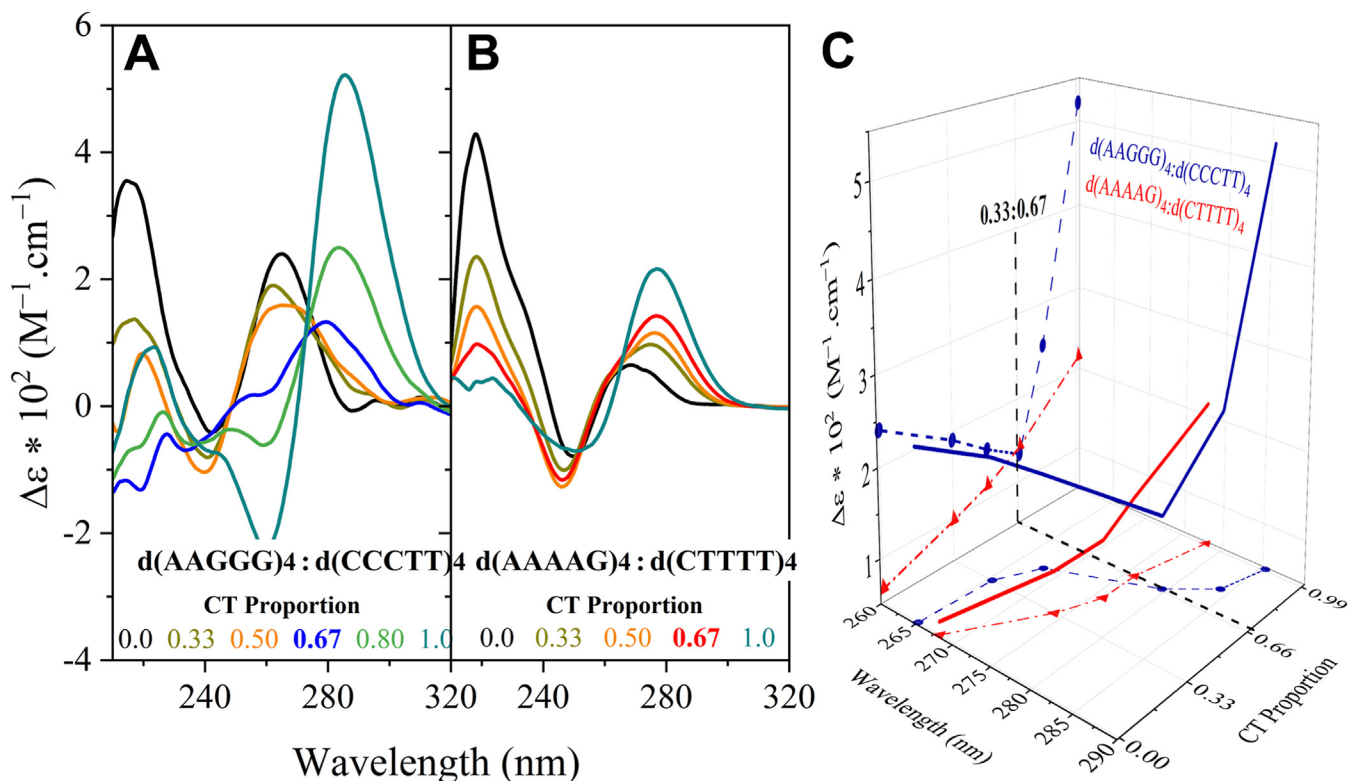 A
B
C
6
4
2
0
-2
-4
Δε * 10² (M⁻¹.cm⁻¹)
d(AAGGG)4 : d(CCCTT)4
d(AAAAG)4 : d(CTTTT)4
CT Proportion
CT Proportion
0.0 0.33 0.50 0.67 0.80 1.0
0.0 0.33 0.50 0.67 1.0
240 280 320
240 280 320
Wavelength (nm)
d(AAGGG)₄:d(CCCTT)₄
d(AAAAG)₄:d(CTTTT)₄
0.33:0.67
5
4
3
2
1
Δε * 10² (M⁻¹.cm⁻¹)
260
265
270
275
280
285
290
Wavelength (nm)
0.99
0.66
0.33
0.00
CT Proportion